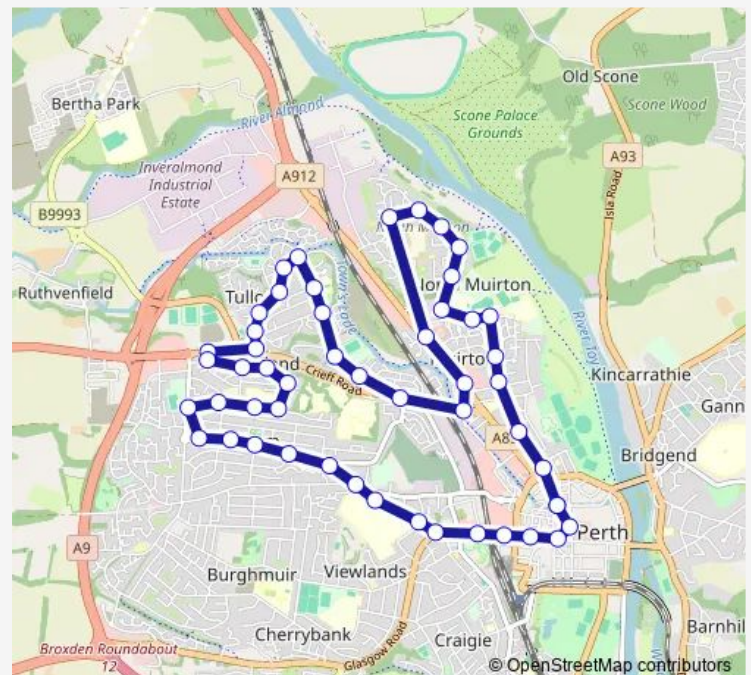 Old Scone
Bertha Park
Scone Wood
River Almond
Scone Palace
Grounds
A93
Inveralmond
Industrial
Estate
A912
Isla Road
B9993
Muirton
Ruthvenfield
River Tay
Crieff Road
Kincarrathie
Gann
A8
Bridgend
Perth
A9
Burghmuir
Viewlands
Cherrybank
Craigie
Barnhil
Broxden Roundabout
12
Glasgow Road
© OpenStreetMap contributors